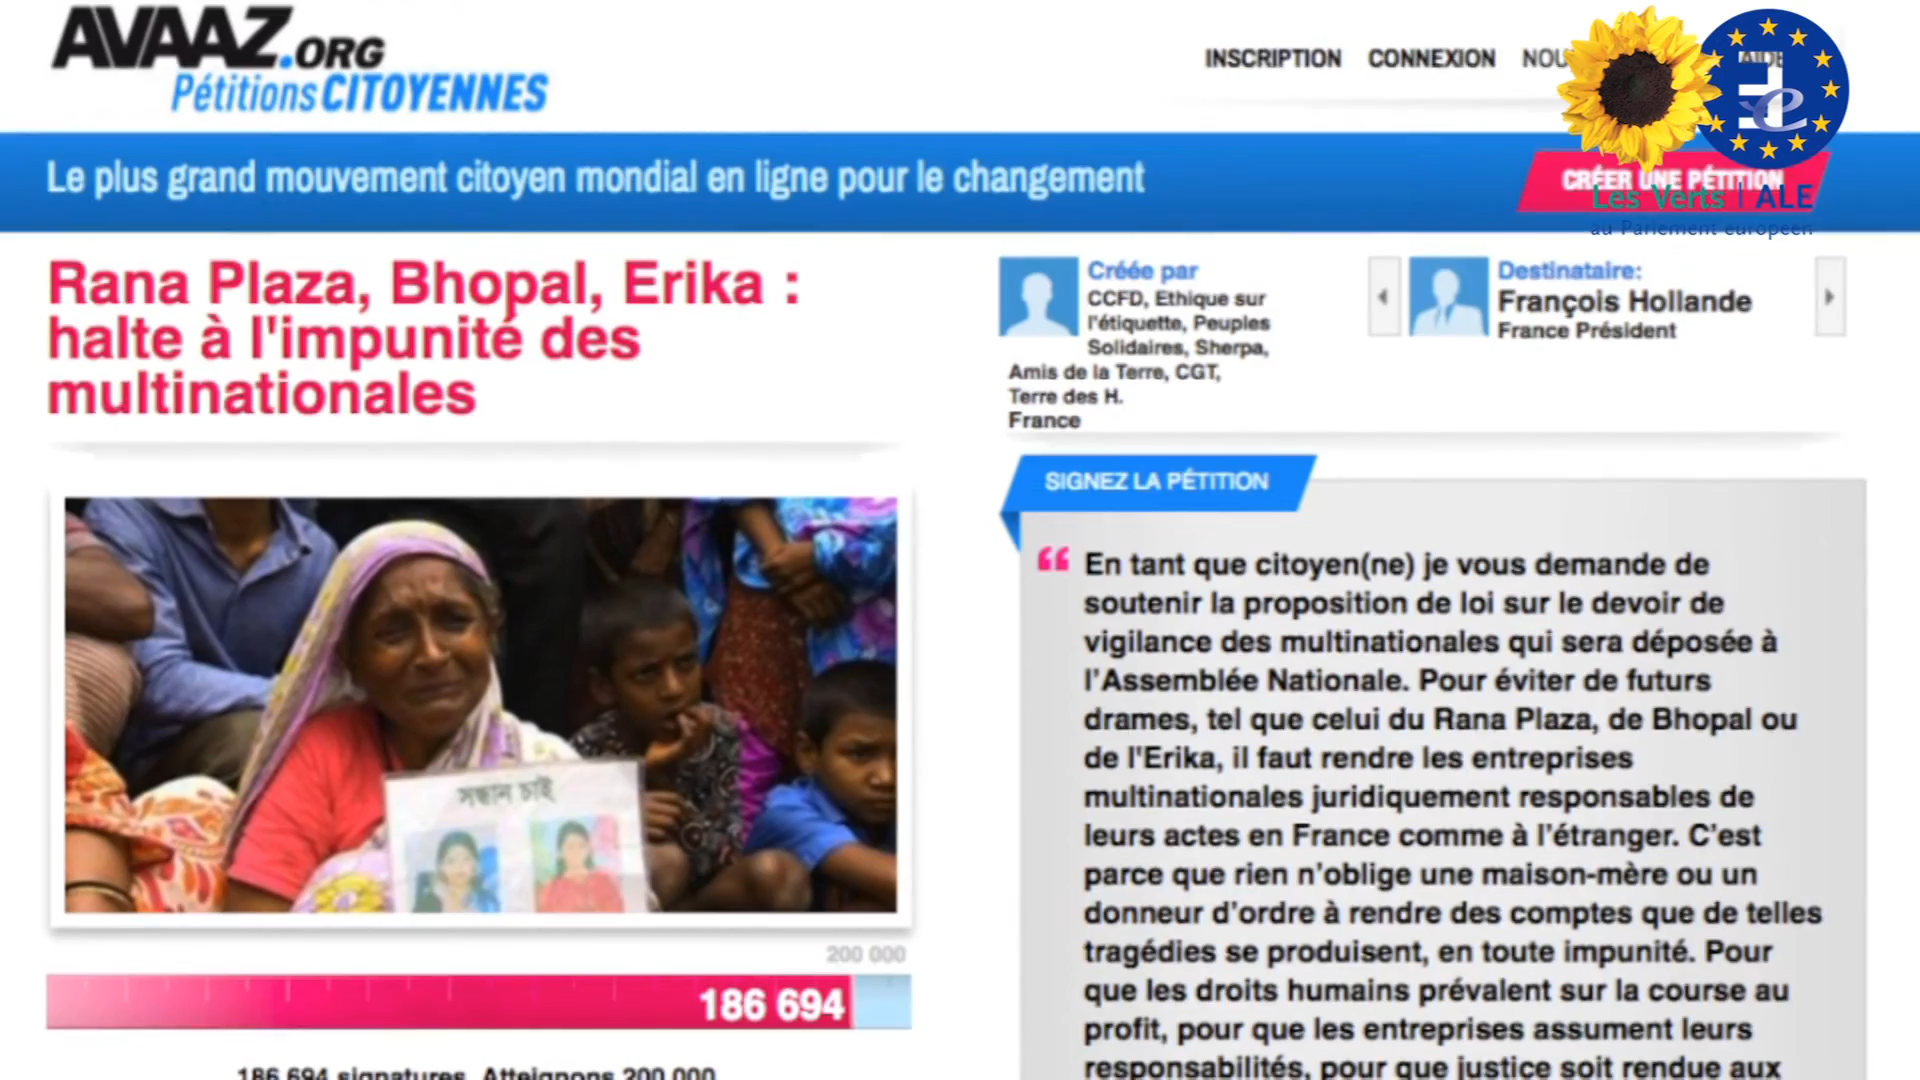 AVAAZ.ORG
Pétitions CITOYENNES
INSCRIPTION CONNEXION
Le plus grand mouvement citoyen mondial en ligne pour le changement
CRÉER UNE PÉTITION
Les Verts | ALE
au Parlement européen
Rana Plaza, Bhopal, Erika :
halte à l'impunité des
multinationales
Créée par
CCFD, Ethique sur
l'étiquette, Peuples
Solidaires, Sherpa,
Amis de la Terre, CGT,
Terre des H.
France
Destinataire:
François Hollande
France Président
SIGNEZ LA PÉTITION
“ En tant que citoyen(ne) je vous demande de
soutenir la proposition de loi sur le devoir de
vigilance des multinationales qui sera déposée à
l’Assemblée Nationale. Pour éviter de futurs
drames, tel que celui du Rana Plaza, de Bhopal ou
de l'Erika, il faut rendre les entreprises
multinationales juridiquement responsables de
leurs actes en France comme à l’étranger. C’est
parce que rien n’oblige une maison-mère ou un
donneur d’ordre à rendre des comptes que de telles
tragédies se produisent, en toute impunité. Pour
que les droits humains prévalent sur la course au
profit, pour que les entreprises assument leurs
responsabilités, pour que justice soit rendue aux
সন্ধান চাই
200 000
186 694
186 694 signatures. Atteignons 200 000